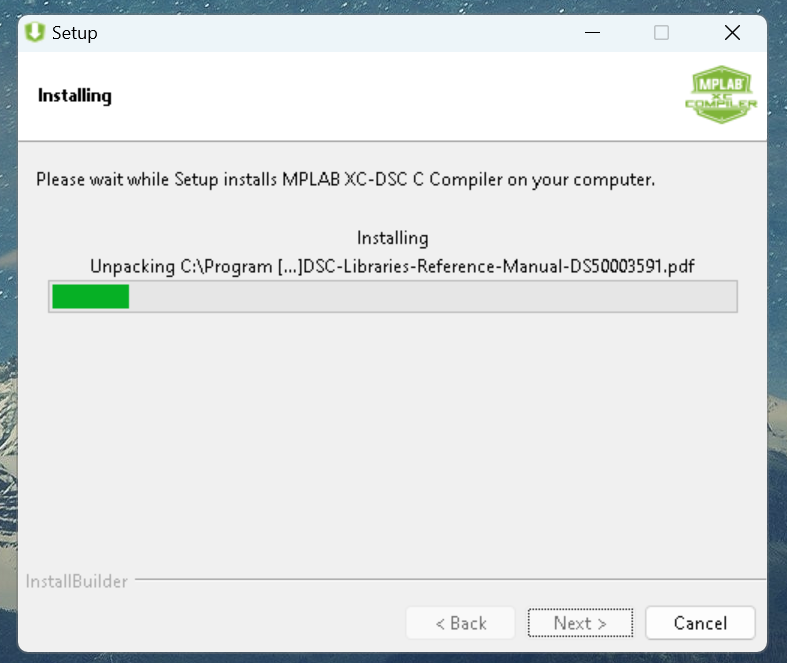 Setup
Installing
MPLAB
XC
COMPILER
Please wait while Setup installs MPLAB XC-DSC C Compiler on your computer.
Installing
Unpacking C:\Program [...]DSC-Libraries-Reference-Manual-DS50003591.pdf
InstallBuilder
< Back
Next >
Cancel